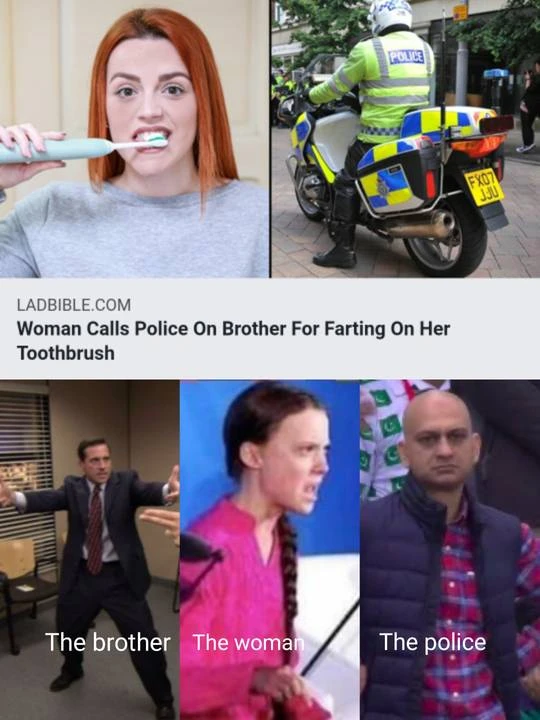 POLICE
FX07
JJU
LADBIBLE.COM
Woman Calls Police On Brother For Farting On Her
Toothbrush
The brother
The woman
The police